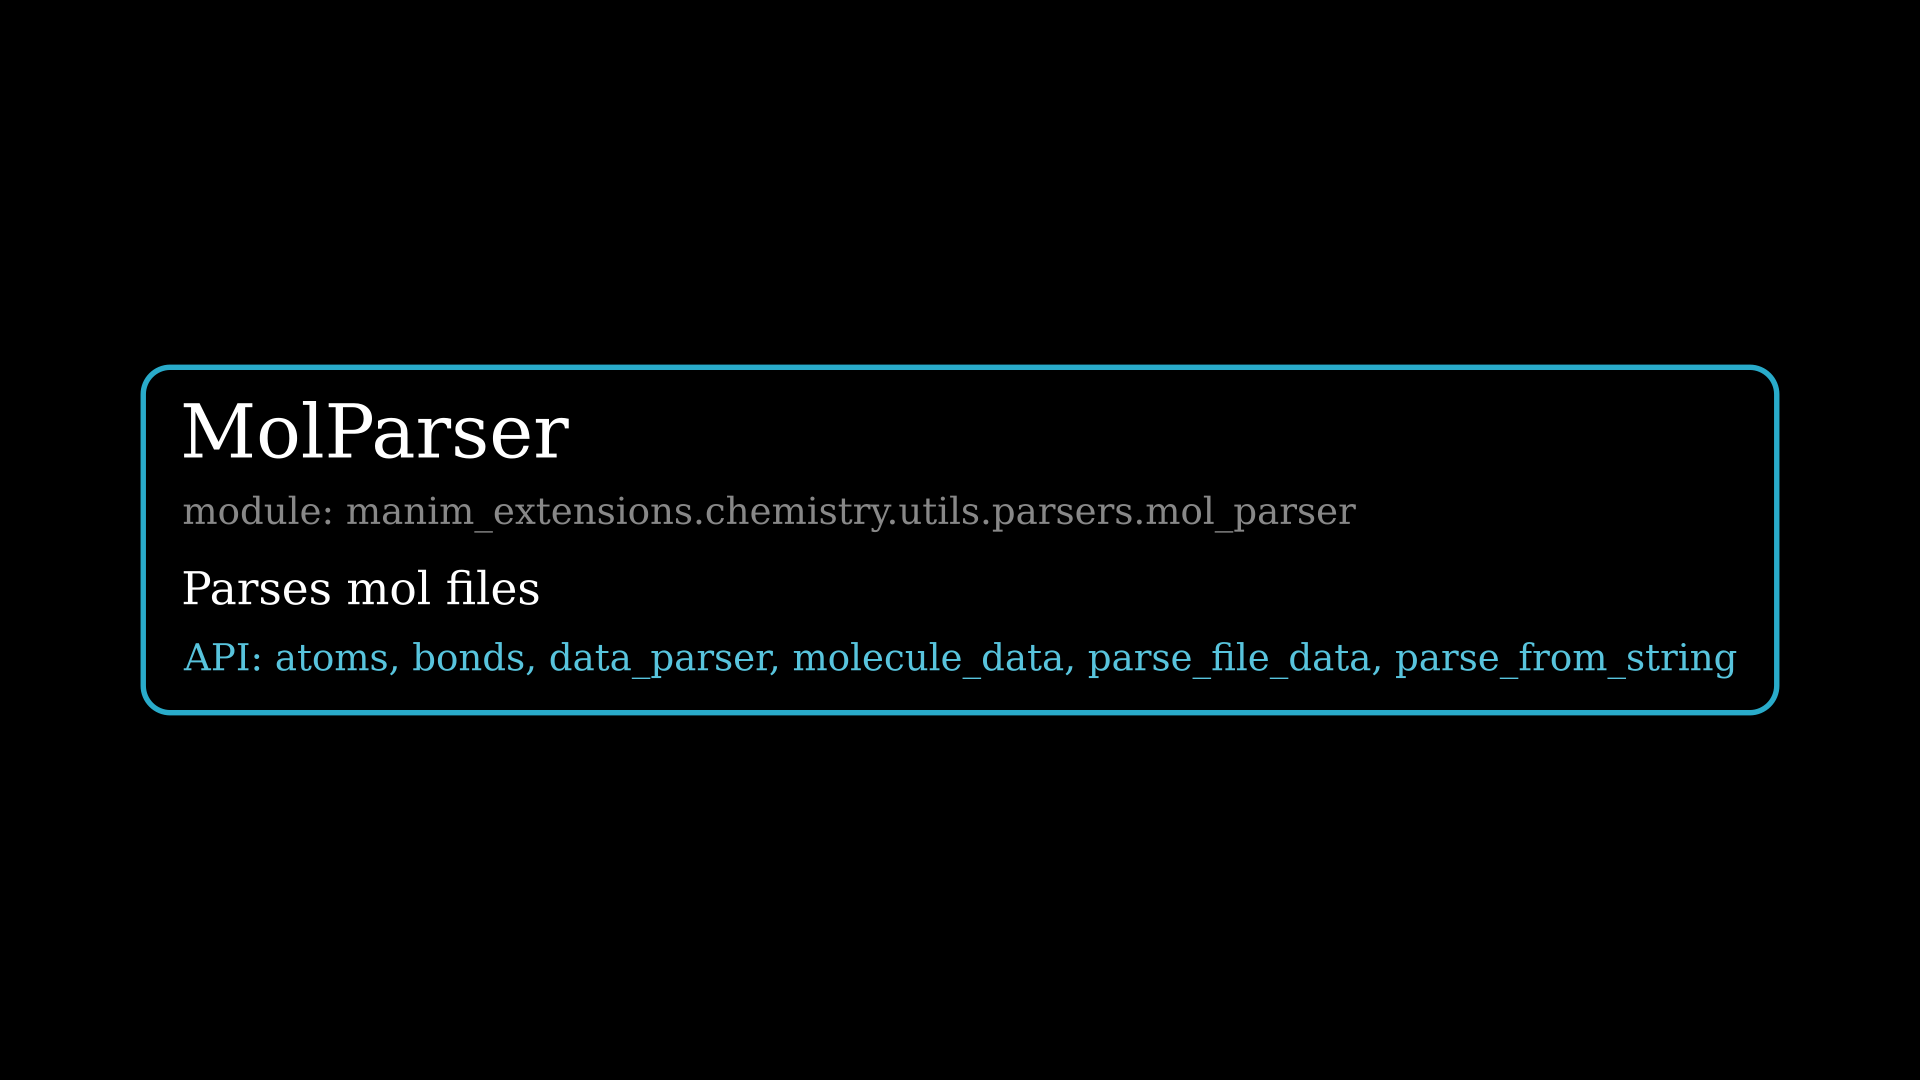 MolParser
module: manim_extensions.chemistry.utils.parsers.mol_parser
Parses mol files
API: atoms, bonds, data_parser, molecule_data, parse_file_data, parse_from_string